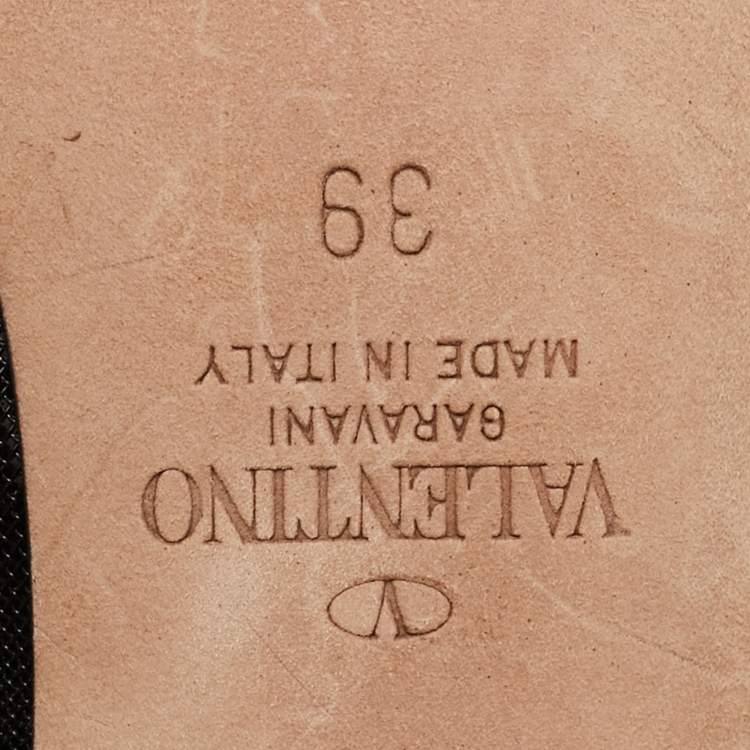 V
VALENTINO
GARAVANI
MADE IN ITALY
39